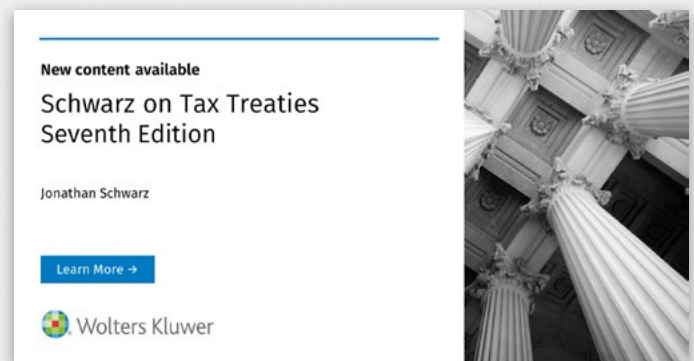 New content available
Schwarz on Tax Treaties
Seventh Edition
Jonathan Schwarz
Learn More →
Wolters Kluwer